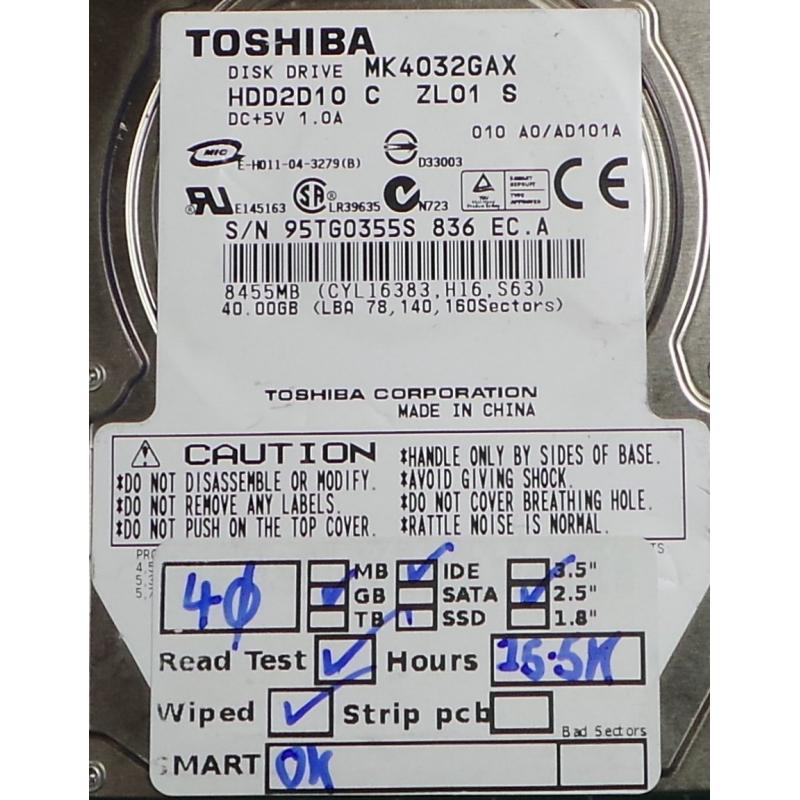 TOSHIBA
DISK DRIVE MK4032GAX
HDD2D10 C ZL01 S
DC+5V 1.0A
010 A0/AD101A
MIC E-H011-04-3279(B) D33003
E145163 SA LR39635 N723 CE
S/N 95TG0355S 836 EC.A
8455MB (CYL16383,H16,S63)
40.00GB (LBA 78,140,160Sectors)
TOSHIBA CORPORATION
MADE IN CHINA
CAUTION
*DO NOT DISASSEMBLE OR MODIFY.
*DO NOT REMOVE ANY LABELS.
*DO NOT PUSH ON THE TOP COVER.
*HANDLE ONLY BY SIDES OF BASE.
*AVOID GIVING SHOCK.
*DO NOT COVER BREATHING HOLE.
*RATTLE NOISE IS NORMAL.
40 MB IDE 3.5"
GB SATA 2.5"
TB SSD 1.8"
Read Test Hours 15.5K
Wiped Strip pcb
Bad Sectors
SMART OK